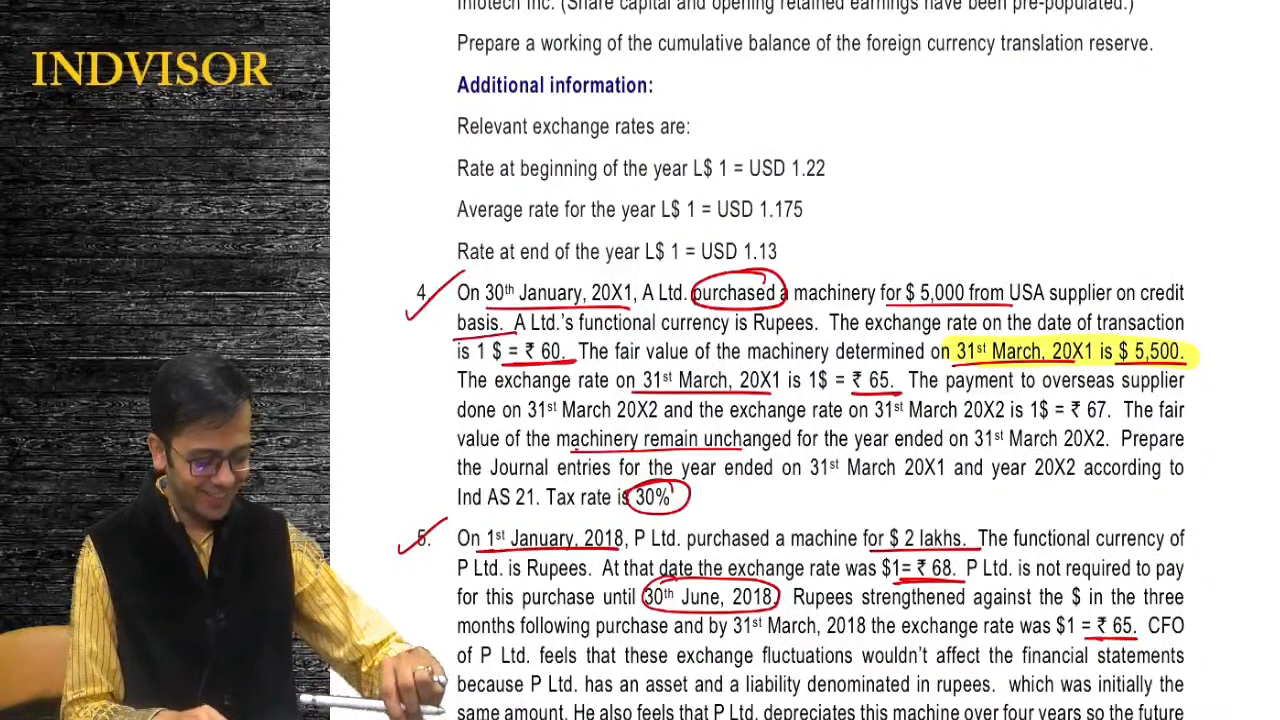 INDVISOR
Infotech Inc. (Share capital and opening retained earnings have been pre-populated.)
Prepare a working of the cumulative balance of the foreign currency translation reserve.
Additional information:
Relevant exchange rates are:
Rate at beginning of the year L$ 1 = USD 1.22
Average rate for the year L$ 1 = USD 1.175
Rate at end of the year L$ 1 = USD 1.13
4. On 30th January, 20X1, A Ltd. purchased a machinery for $ 5,000 from USA supplier on credit
basis. A Ltd.'s functional currency is Rupees. The exchange rate on the date of transaction
is 1 $ = ₹ 60. The fair value of the machinery determined on 31st March, 20X1 is $ 5,500.
The exchange rate on 31st March, 20X1 is 1$ = ₹ 65. The payment to overseas supplier
done on 31st March 20X2 and the exchange rate on 31st March 20X2 is 1$ = ₹ 67. The fair
value of the machinery remain unchanged for the year ended on 31st March 20X2. Prepare
the Journal entries for the year ended on 31st March 20X1 and year 20X2 according to
Ind AS 21. Tax rate is 30%
5. On 1st January, 2018, P Ltd. purchased a machine for $ 2 lakhs. The functional currency of
P Ltd. is Rupees. At that date the exchange rate was $1= ₹ 68. P Ltd. is not required to pay
for this purchase until 30th June, 2018. Rupees strengthened against the $ in the three
months following purchase and by 31st March, 2018 the exchange rate was $1 = ₹ 65. CFO
of P Ltd. feels that these exchange fluctuations wouldn't affect the financial statements
because P Ltd. has an asset and a liability denominated in rupees. which was initially the
same amount. He also feels that P Ltd. depreciates this machine over four years so the future